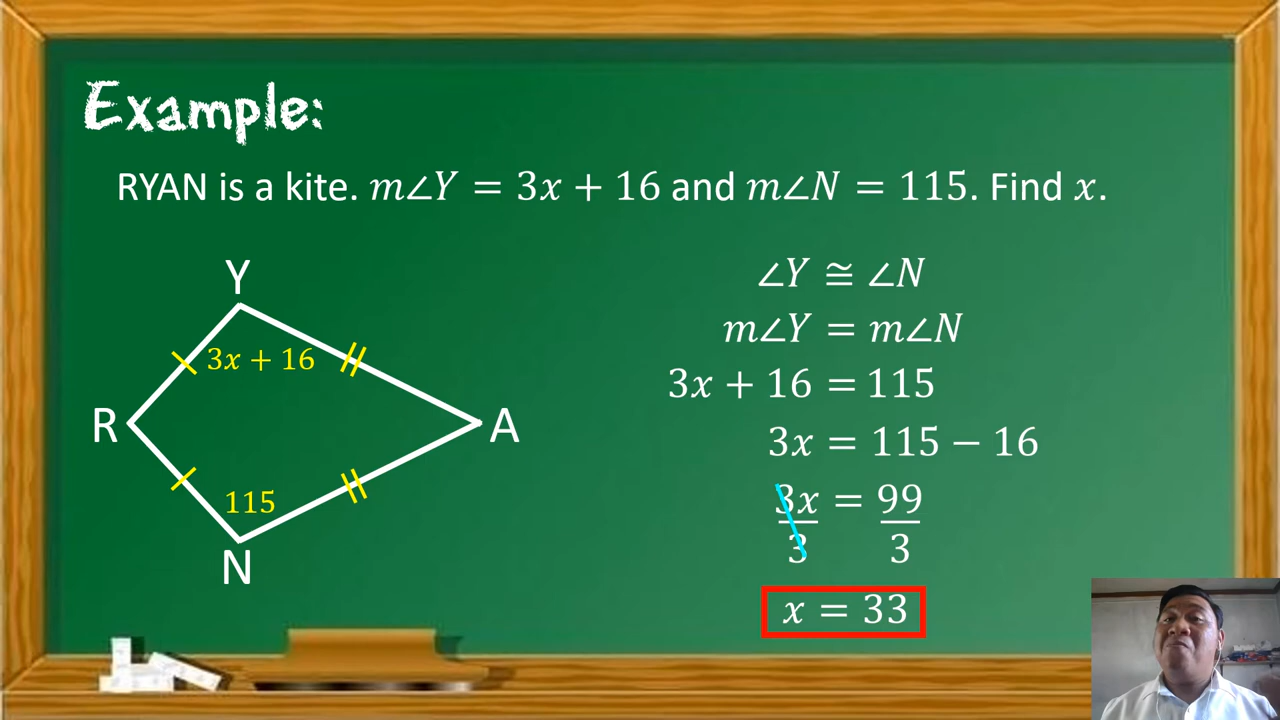 Example:
RYAN is a kite. m∠Y = 3x + 16 and m∠N = 115. Find x.
Y
3x + 16
R
A
115
N
∠Y ≅ ∠N
m∠Y = m∠N
3x + 16 = 115
3x = 115 − 16
3x = 99
3 3
x = 33